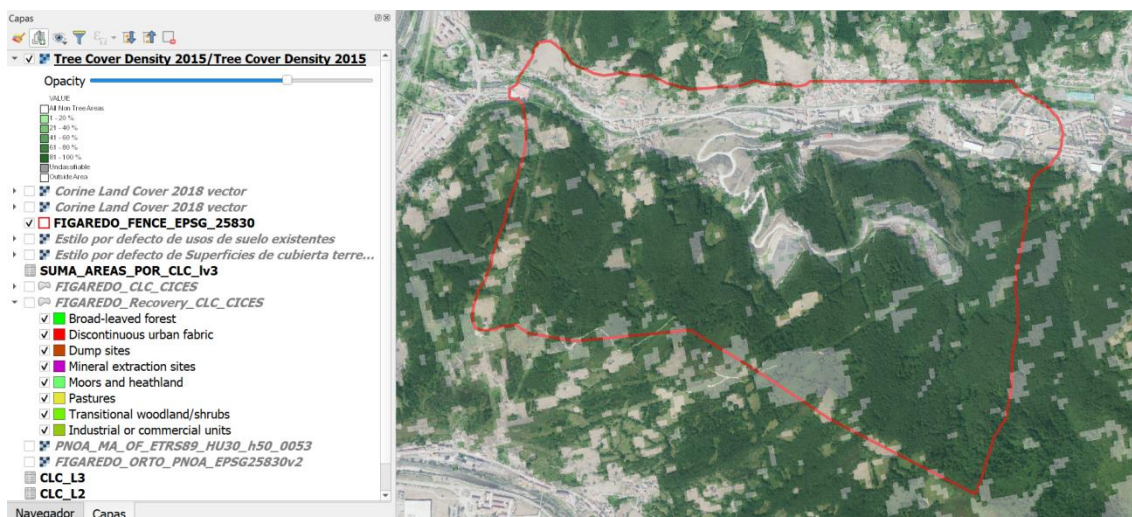 Capas
Tree Cover Density 2015/Tree Cover Density 2015
Opacity
VALUE
All Non Tree Areas
1 - 20 %
21 - 40 %
41 - 60 %
61 - 80 %
81 - 100 %
Unclassifiable
Outside Area
Corine Land Cover 2018 vector
Corine Land Cover 2018 vector
FIGAREDO_FENCE_EPSG_25830
Estilo por defecto de usos de suelo existentes
Estilo por defecto de Superficies de cubierta terre...
SUMA_AREAS_POR_CLC_lv3
FIGAREDO_CLC_CICES
FIGAREDO_Recovery_CLC_CICES
Broad-leaved forest
Discontinuous urban fabric
Dump sites
Mineral extraction sites
Moors and heathland
Pastures
Transitional woodland/shrubs
Industrial or commercial units
PNOA_MA_OF_ETRS89_HU30_h50_0053
FIGAREDO_ORTO_PNOA_EPSG25830v2
CLC_L3
CLC_L2
Navegador Capas